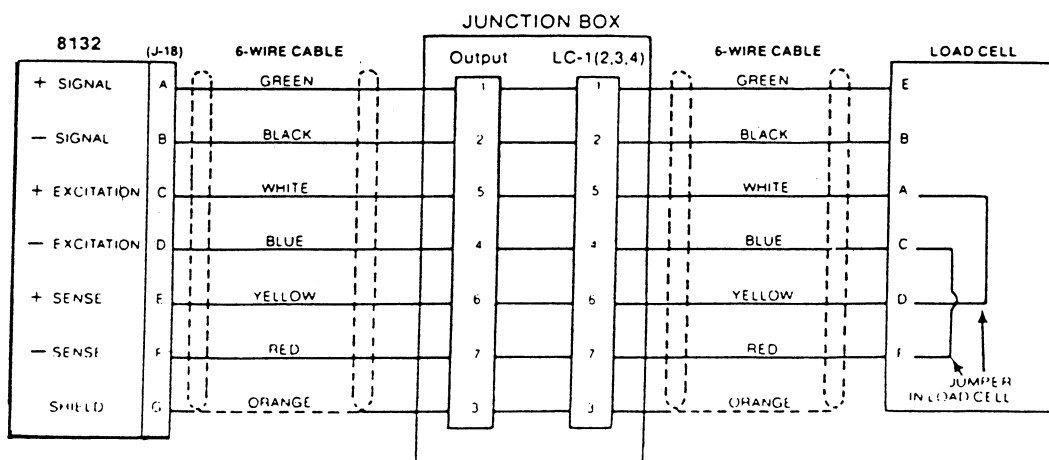 JUNCTION BOX
8132 (J-18) 6-WIRE CABLE Output LC-1(2,3,4) 6-WIRE CABLE LOAD CELL
+ SIGNAL A GREEN 1 1 GREEN E
− SIGNAL B BLACK 2 2 BLACK B
+ EXCITATION C WHITE 5 5 WHITE A
− EXCITATION D BLUE 4 4 BLUE C
+ SENSE E YELLOW 6 6 YELLOW D
− SENSE F RED 7 7 RED F
SHIELD G ORANGE 3 3 ORANGE
JUMPER
IN LOAD CELL